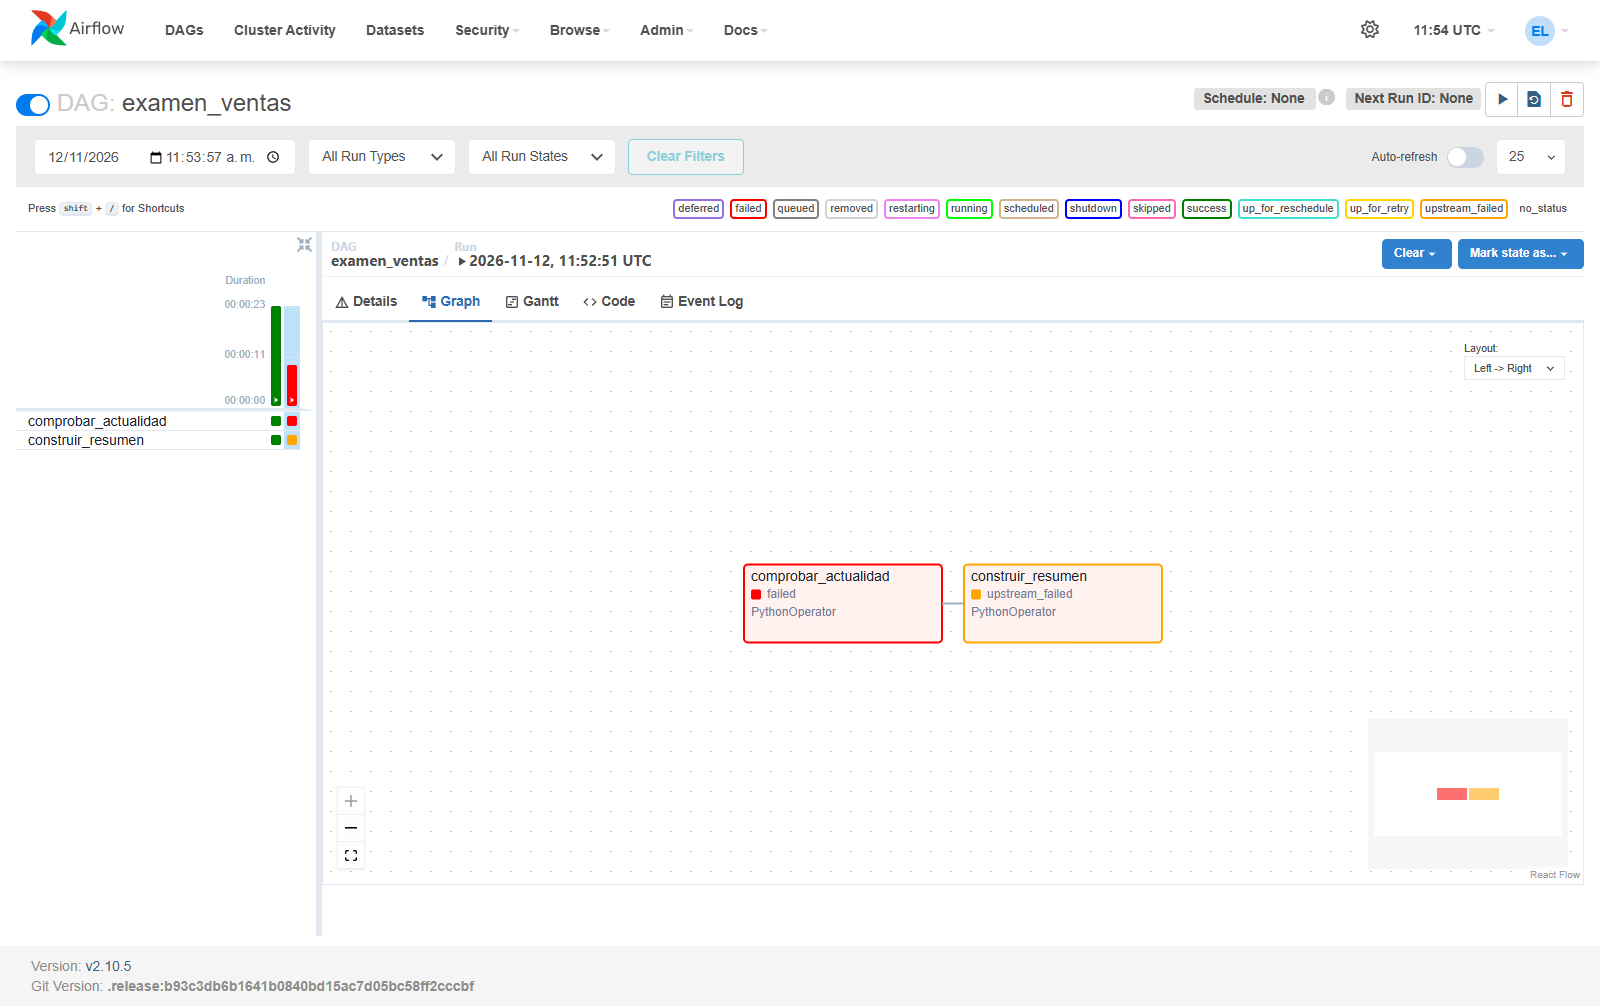 Airflow DAGs Cluster Activity Datasets Security Browse Admin Docs 11:54 UTC EL
DAG: examen_ventas Schedule: None i Next Run ID: None
12/11/2026 11:53:57 a. m. All Run Types All Run States Clear Filters Auto-refresh 25
Press shift + / for Shortcuts deferred failed queued removed restarting running scheduled shutdown skipped success up_for_reschedule up_for_retry upstream_failed no_status
DAG Run
examen_ventas / 2026-11-12, 11:52:51 UTC Clear Mark state as...
Duration
00:00:23
00:00:11
00:00:00
comprobar_actualidad
construir_resumen
Details Graph Gantt Code Event Log
Layout:
Left -> Right
comprobar_actualidad
failed
PythonOperator
construir_resumen
upstream_failed
PythonOperator
React Flow
Version: v2.10.5
Git Version: .release:b93c3db6b1641b0840bd15ac7d05bc58ff2cccbf